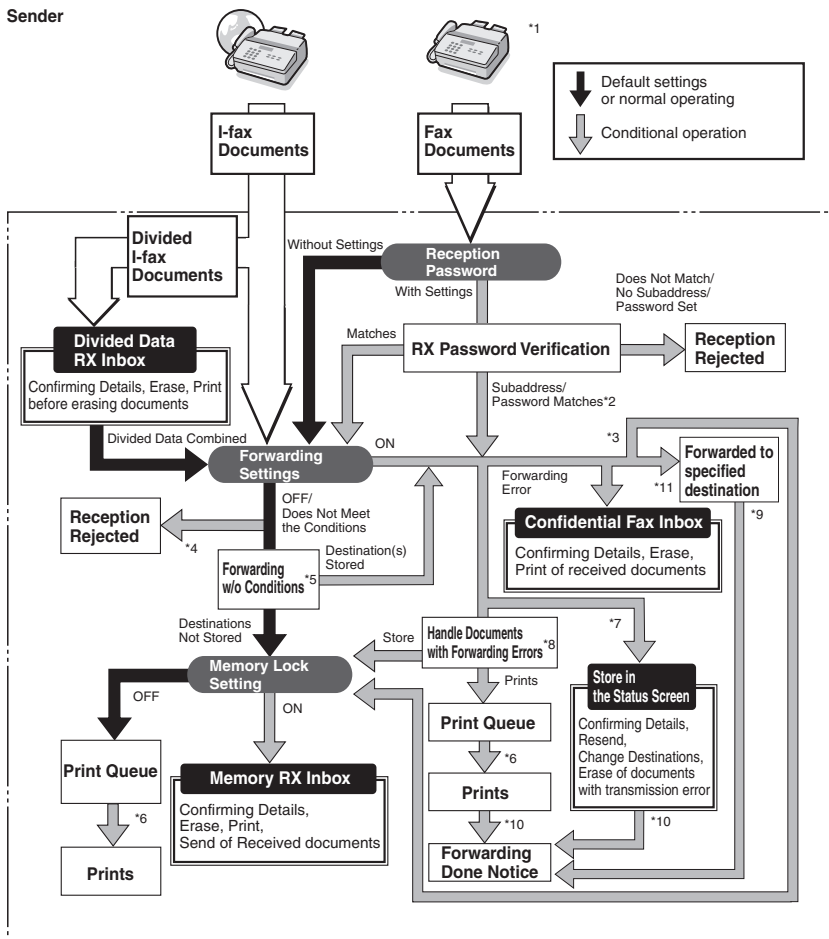 Sender
*1
Default settings
or normal operating
Conditional operation
I-fax
Documents
Fax
Documents
Divided
I-fax
Documents
Without Settings
Reception
Password
With Settings
Does Not Match/
No Subaddress/
Password Set
Divided Data
RX Inbox
Confirming Details, Erase, Print
before erasing documents
Matches
RX Password Verification
Reception
Rejected
Subaddress/
Password Matches*2
Divided Data Combined
Forwarding
Settings
ON
*3
Forwarding
Error
*11
Forwarded to
specified
destination
*9
OFF/
Does Not Meet
the Conditions
Reception
Rejected
*4
Confidential Fax Inbox
Confirming Details, Erase,
Print of received documents
Forwarding
w/o Conditions
*5
Destination(s)
Stored
Destinations
Not Stored
Store
Handle Documents
with Forwarding Errors
*8
*7
Memory Lock
Setting
OFF
ON
Prints
Store in
the Status Screen
Confirming Details,
Resend,
Change Destinations,
Erase of documents
with transmission error
Print Queue
*6
Prints
*10
Forwarding
Done Notice
*10
Print Queue
*6
Prints
Memory RX Inbox
Confirming Details,
Erase, Print,
Send of Received documents